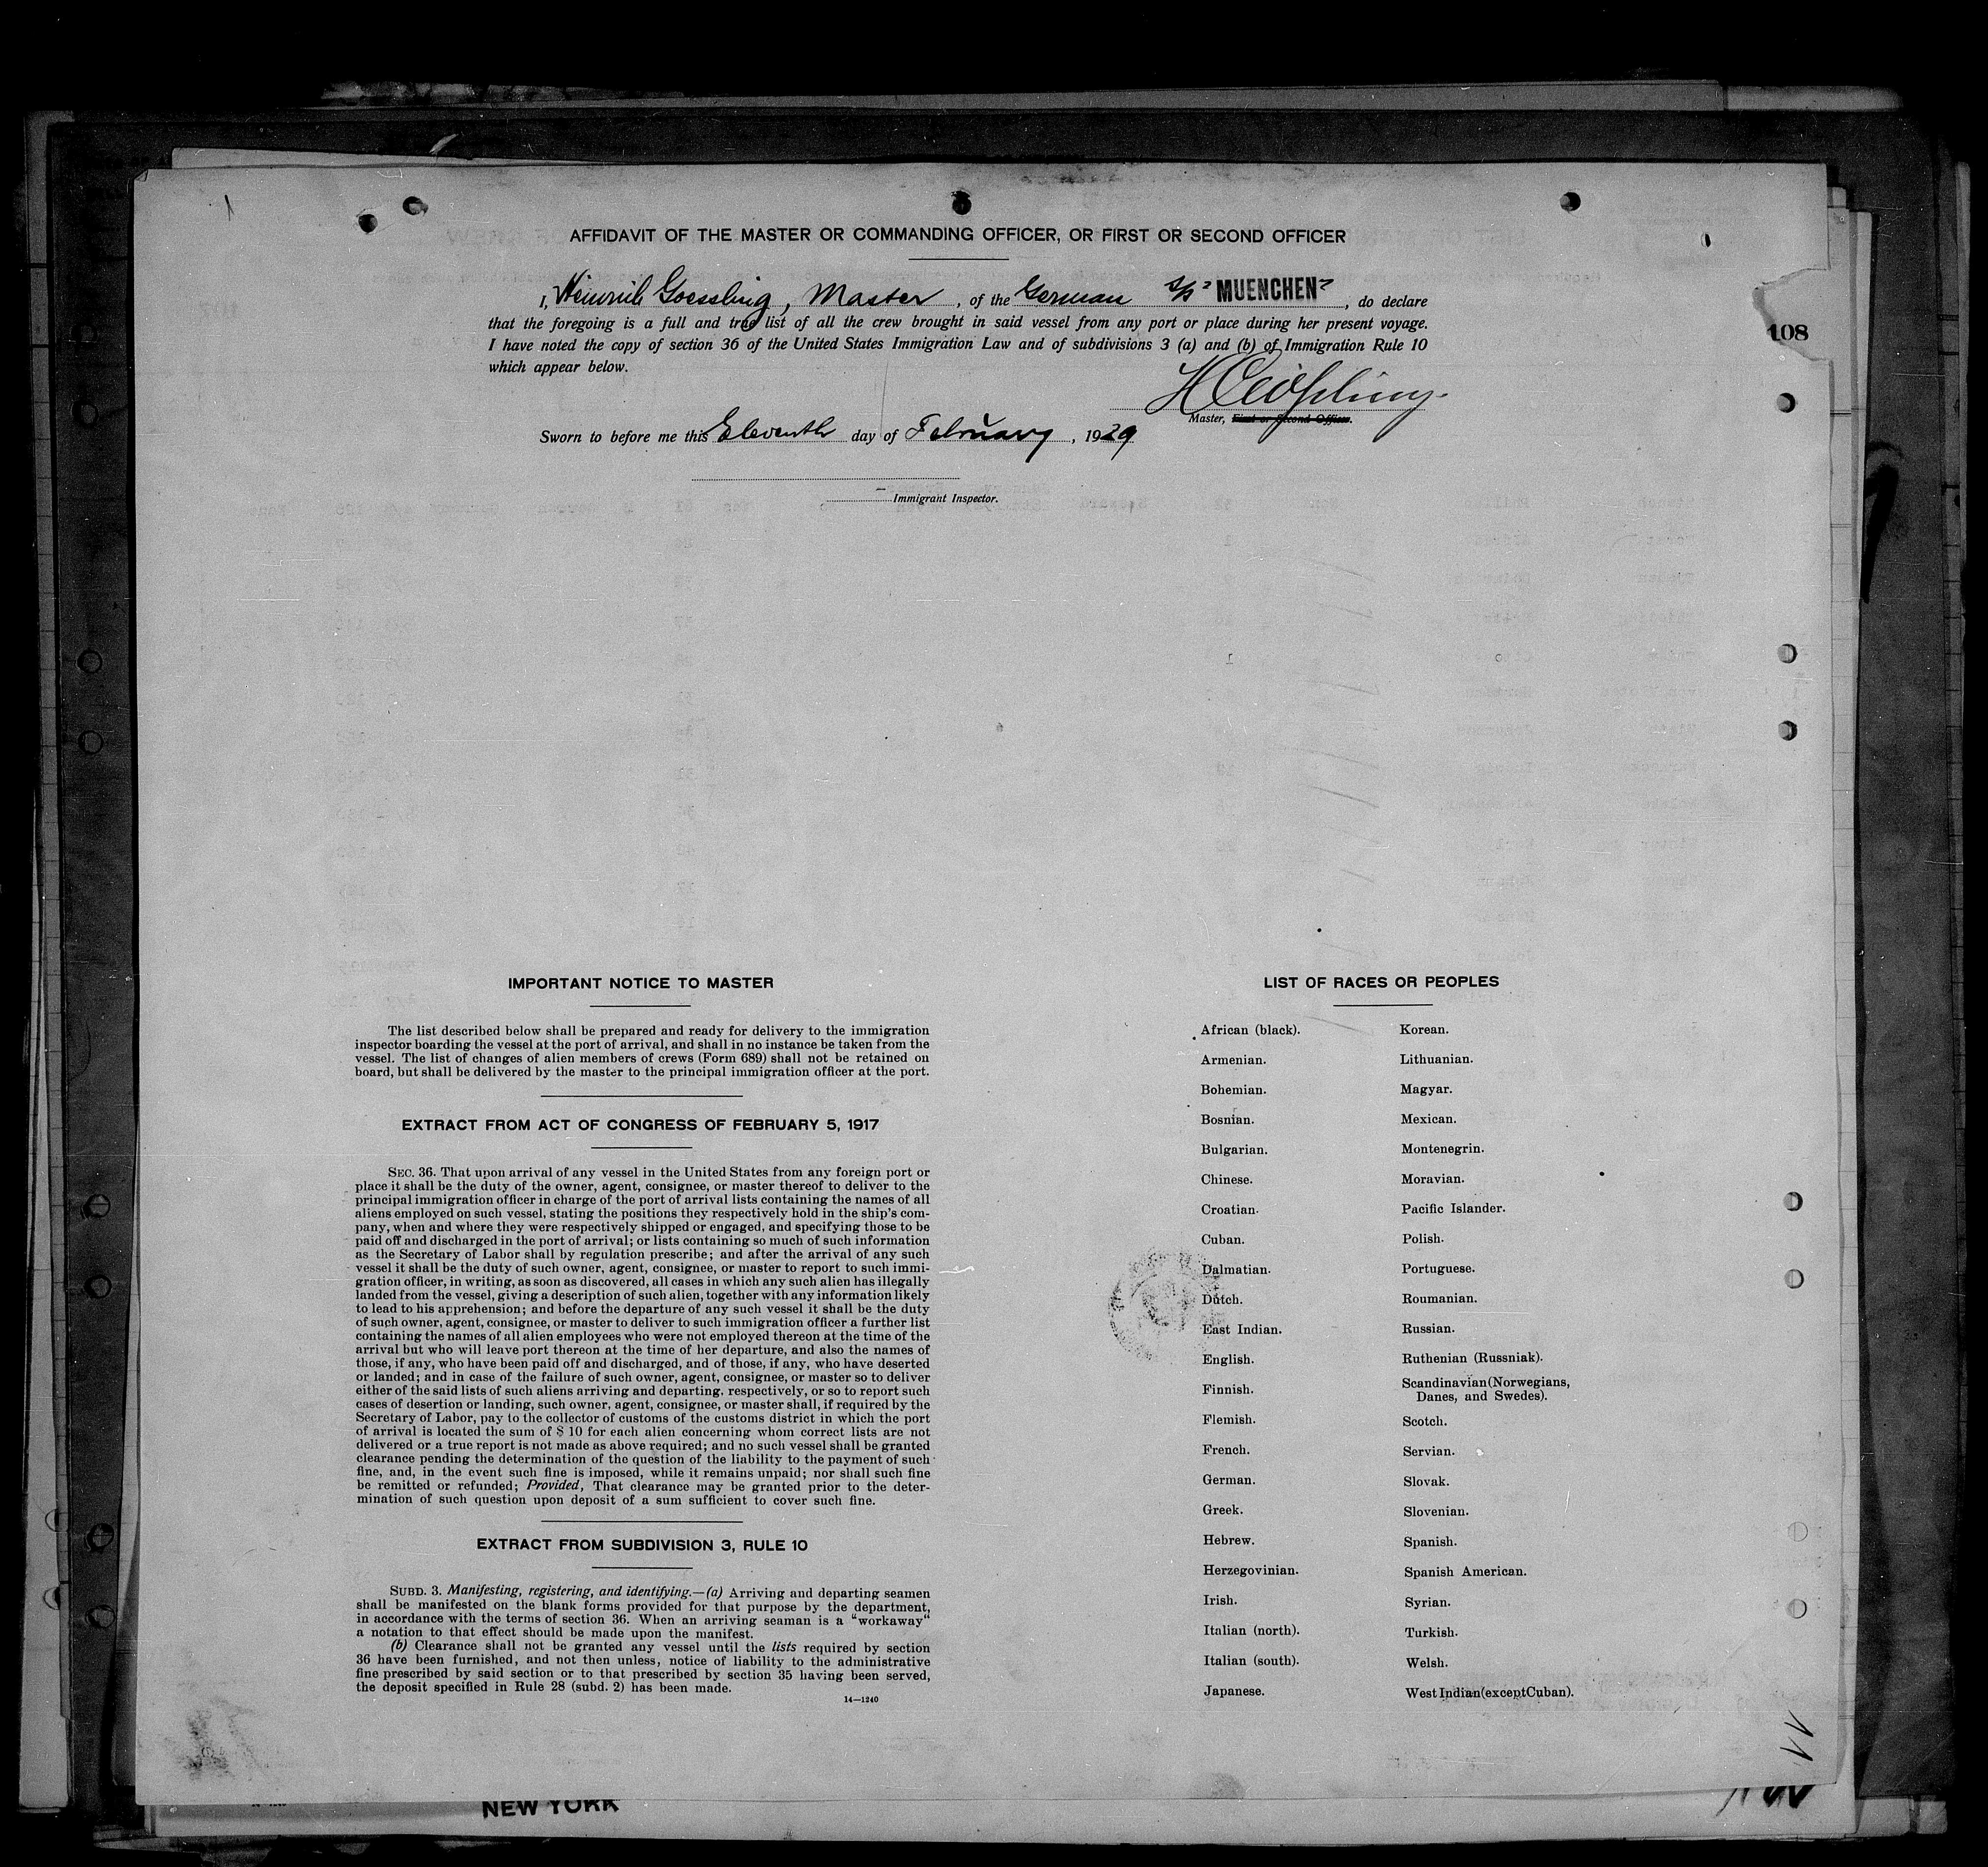 AFFIDAVIT OF THE MASTER OR COMMANDING OFFICER, OR FIRST OR SECOND OFFICER
I, Heinrich Goessling, Master, of the German S/S "MUENCHEN", do declare
that the foregoing is a full and true list of all the crew brought in said vessel from any port or place during her present voyage.
I have noted the copy of section 36 of the United States Immigration Law and of subdivisions 3 (a) and (b) of Immigration Rule 10
which appear below.
108
Master, First or Second Officer.
Sworn to before me this Eleventh day of February, 1929
Immigrant Inspector.
IMPORTANT NOTICE TO MASTER
The list described below shall be prepared and ready for delivery to the immigration
inspector boarding the vessel at the port of arrival, and shall in no instance be taken from the
vessel. The list of changes of alien members of crews (Form 689) shall not be retained on
board, but shall be delivered by the master to the principal immigration officer at the port.
EXTRACT FROM ACT OF CONGRESS OF FEBRUARY 5, 1917
SEC. 36. That upon arrival of any vessel in the United States from any foreign port or
place it shall be the duty of the owner, agent, consignee, or master thereof to deliver to the
principal immigration officer in charge of the port of arrival lists containing the names of all
aliens employed on such vessel, stating the positions they respectively hold in the ship's com-
pany, when and where they were respectively shipped or engaged, and specifying those to be
paid off and discharged in the port of arrival; or lists containing so much of such information
as the Secretary of Labor shall by regulation prescribe; and after the arrival of any such
vessel it shall be the duty of such owner, agent, consignee, or master to report to such immi-
gration officer, in writing, as soon as discovered, all cases in which any such alien has illegally
landed from the vessel, giving a description of such alien, together with any information likely
to lead to his apprehension; and before the departure of any such vessel it shall be the duty
of such owner, agent, consignee, or master to deliver to such immigration officer a further list
containing the names of all alien employees who were not employed thereon at the time of the
arrival but who will leave port thereon at the time of her departure, and also the names of
those, if any, who have been paid off and discharged, and of those, if any, who have deserted
or landed; and in case of the failure of such owner, agent, consignee, or master so to deliver
either of the said lists of such aliens arriving and departing, respectively, or so to report such
cases of desertion or landing, such owner, agent, consignee, or master shall, if required by the
Secretary of Labor, pay to the collector of customs of the customs district in which the port
of arrival is located the sum of $ 10 for each alien concerning whom correct lists are not
delivered or a true report is not made as above required; and no such vessel shall be granted
clearance pending the determination of the question of the liability to the payment of such
fine, and, in the event such fine is imposed, while it remains unpaid; nor shall such fine
be remitted or refunded; Provided, That clearance may be granted prior to the deter-
mination of such question upon deposit of a sum sufficient to cover such fine.
EXTRACT FROM SUBDIVISION 3, RULE 10
SUBD. 3. Manifesting, registering, and identifying.—(a) Arriving and departing seamen
shall be manifested on the blank forms provided for that purpose by the department,
in accordance with the terms of section 36. When an arriving seaman is a "workaway"
a notation to that effect should be made upon the manifest.
(b) Clearance shall not be granted any vessel until the lists required by section
36 have been furnished, and not then unless, notice of liability to the administrative
fine prescribed by said section or to that prescribed by section 35 having been served,
the deposit specified in Rule 28 (subd. 2) has been made.
14—1240
LIST OF RACES OR PEOPLES
African (black).
Armenian.
Bohemian.
Bosnian.
Bulgarian.
Chinese.
Croatian.
Cuban.
Dalmatian.
Dutch.
East Indian.
English.
Finnish.
Flemish.
French.
German.
Greek.
Hebrew.
Herzegovinian.
Irish.
Italian (north).
Italian (south).
Japanese.
Korean.
Lithuanian.
Magyar.
Mexican.
Montenegrin.
Moravian.
Pacific Islander.
Polish.
Portuguese.
Roumanian.
Russian.
Ruthenian (Russniak).
Scandinavian (Norwegians,
Danes, and Swedes).
Scotch.
Servian.
Slovak.
Slovenian.
Spanish.
Spanish American.
Syrian.
Turkish.
Welsh.
West Indian (except Cuban).
NEW YORK